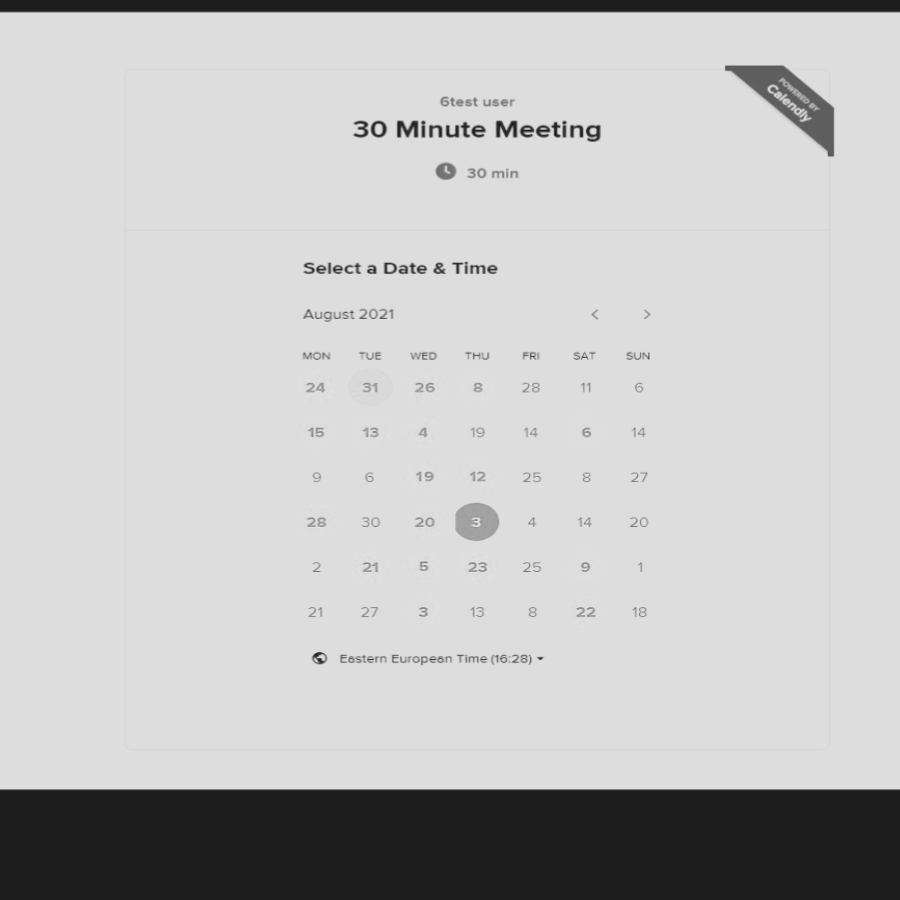 POWERED BY
Calendly
6test user
30 Minute Meeting
30 min
Select a Date & Time
August 2021
MON TUE WED THU FRI SAT SUN
24 31 26 8 28 11 6
15 13 4 19 14 6 14
9 6 19 12 25 8 27
28 30 20 3 4 14 20
2 21 5 23 25 9 1
21 27 3 13 8 22 18
Eastern European Time (16:28)